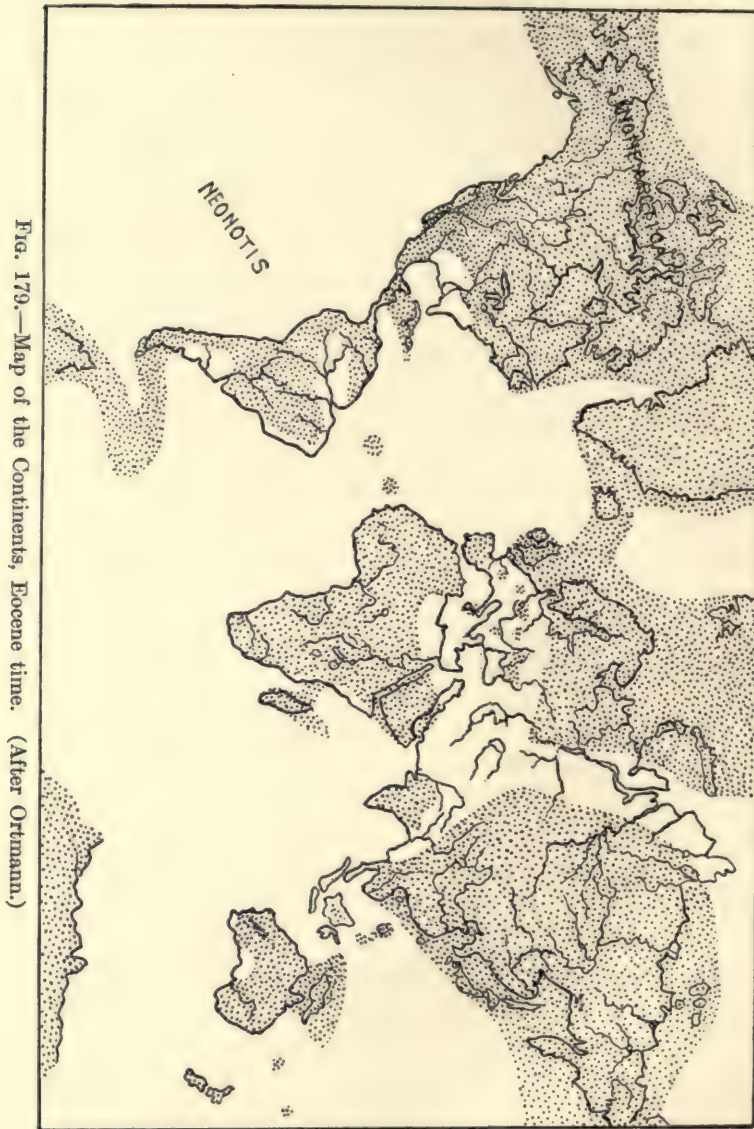 NEONOTIS
Fig. 179.—Map of the Continents, Eocene time. (After Ortmann.)